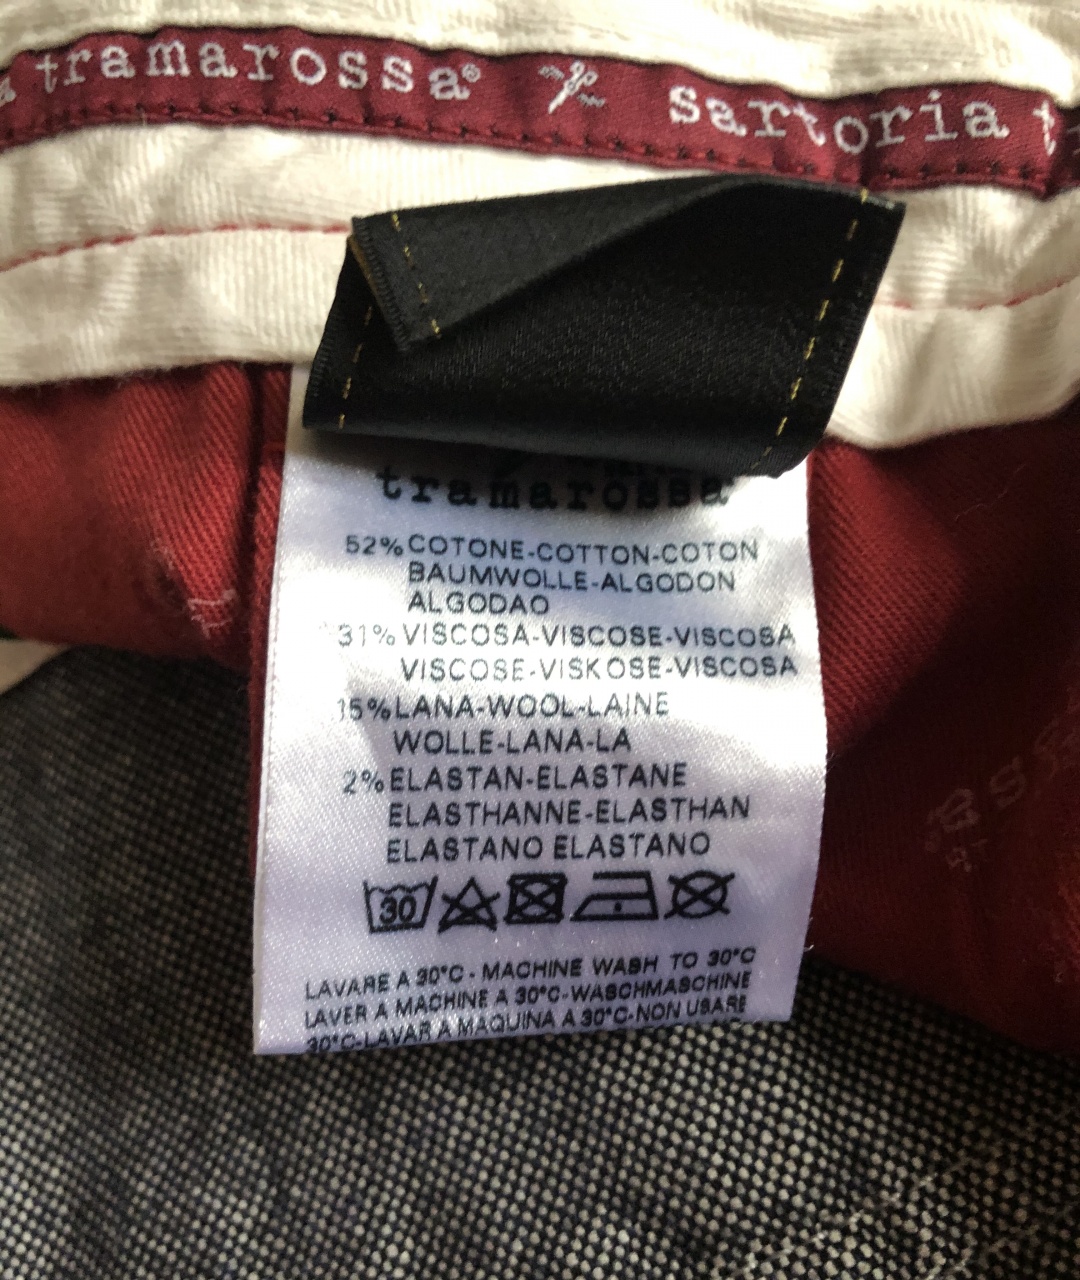 tramarossa® sartoria
tramarossa
52% COTONE-COTTON-COTON
BAUMWOLLE-ALGODON
ALGODAO
31% VISCOSA-VISCOSE-VISCOSA
VISCOSE-VISKOSE-VISCOSA
15% LANA-WOOL-LAINE
WOLLE-LANA-LA
2% ELASTAN-ELASTANE
ELASTHANNE-ELASTHAN
ELASTANO ELASTANO
30
LAVARE A 30°C - MACHINE WASH TO 30°C
LAVER A MACHINE A 30°C-WASCHMASCHINE
30°C-LAVAR A MAQUINA A 30°C-NON USARE